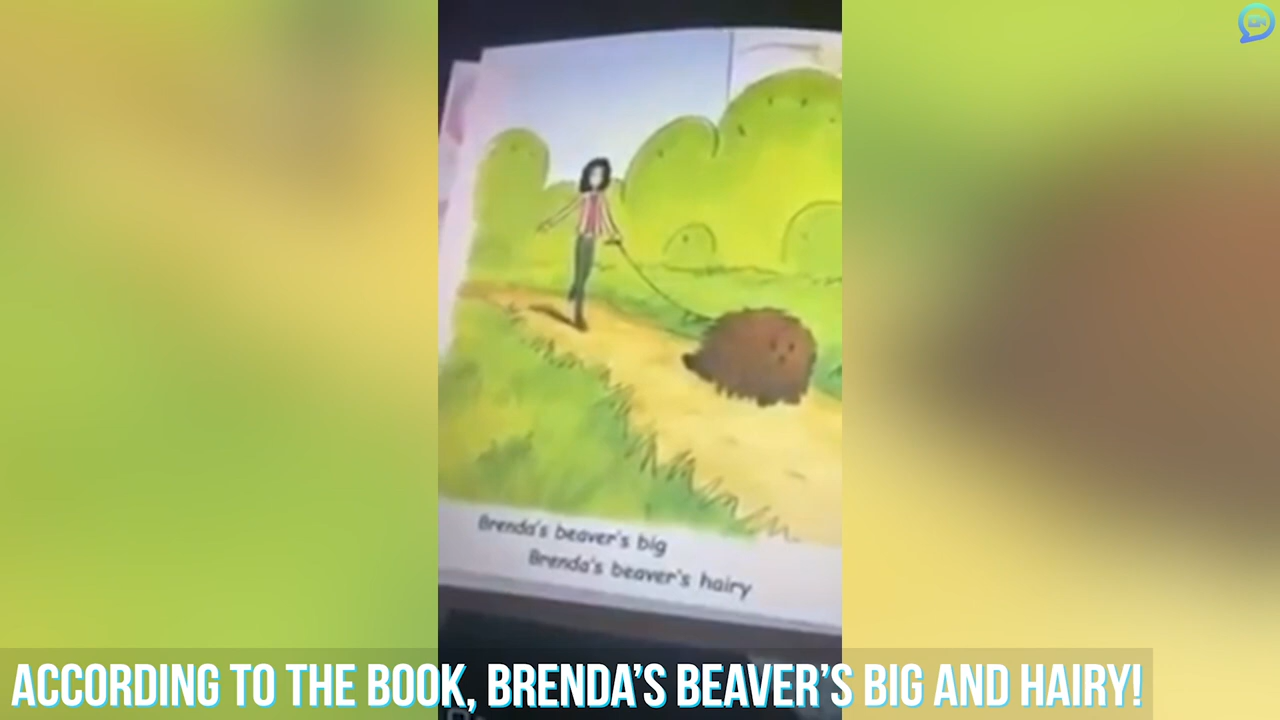 Brenda's beaver's big
Brenda's beaver's hairy
ACCORDING TO THE BOOK, BRENDA'S BEAVER'S BIG AND HAIRY!